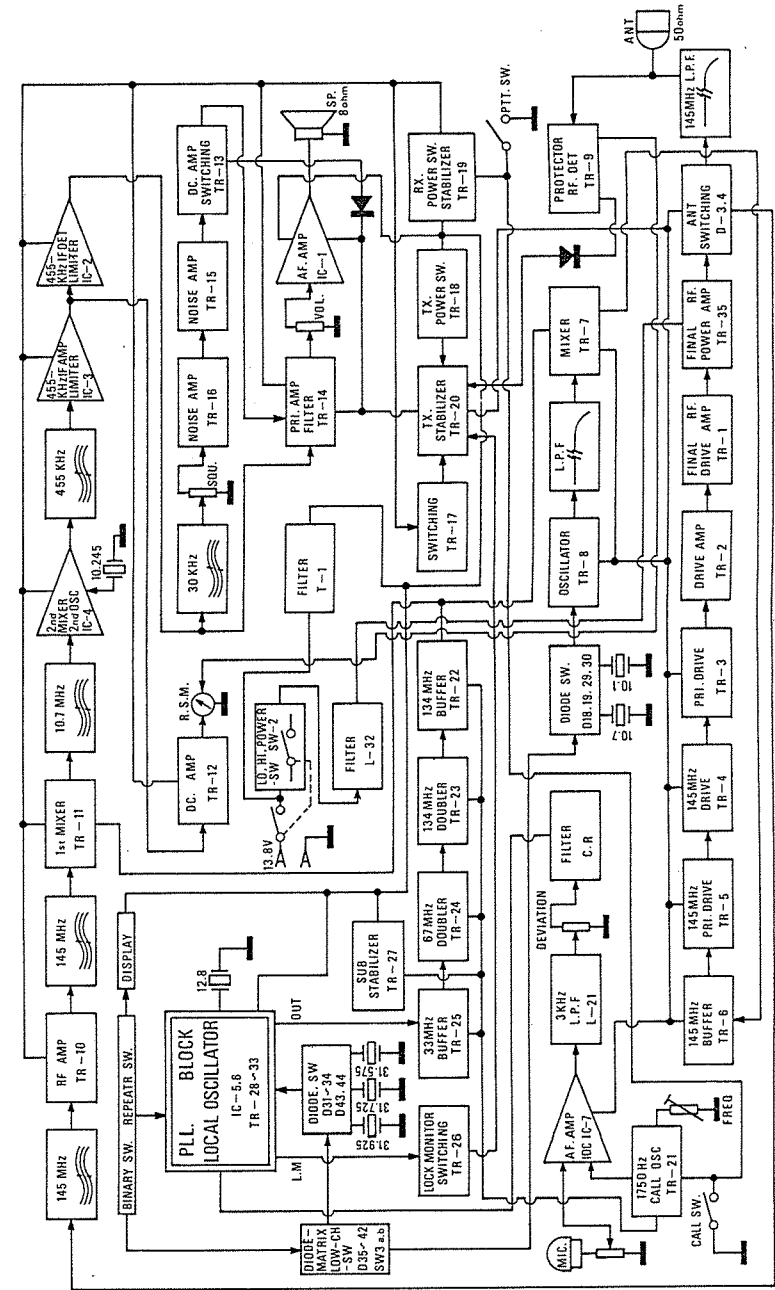 145 MHz
RF AMP
TR-10
145 MHz
1st MIXER
TR-11
10.7 MHz
2nd
MIXER
2nd OSC
IC-4
10.245
455 KHz
455-
KHz IF AMP
LIMITER
IC-3
455-
KHz IF DET
LIMITER
IC-2
BINARY SW.
REPEATR SW.
DISPLAY
DC. AMP
TR-12
R.S.M.
30 KHz
SQU.
NOISE AMP
TR-16
NOISE AMP
TR-15
DC. AMP
SWITCHING
TR-13
PLL. BLOCK
LOCAL OSCILLATOR
IC-5.8
TR-28~33
12.8
OUT
L.M
13.8V
LO. HI. POWER
-SW SW-2
FILTER
T-1
PRI. AMP
FILTER
TR-14
VOL.
AF. AMP
IC-1
SP.
8ohm
DIODE-
MATRIX
LOW-CH
-SW
D35~42
SW3 a.b
DIODE. SW
D31~34
D43.44
31.925
31.725
31.575
SUB
STABILIZER
TR-27
FILTER
L-32
LOCK MONITOR
SWITCHING
TR-26
33MHz
BUFFER
TR-25
67MHz
DOUBLER
TR-24
134MHz
DOUBLER
TR-23
134MHz
BUFFER
TR-22
SWITCHING
TR-17
TX.
STABILIZER
TR-20
TX.
POWER SW.
TR-18
RX.
POWER SW.
STABILIZER
TR-19
PTT. SW.
MIC.
AF. AMP
IDC IC-7
3KHz
L.P.F
L-21
DEVIATION
FILTER
C.R
DIODE SW.
D18.19.29.30
10.7
10.1
OSCILLATOR
TR-8
L.P.F
MIXER
TR-7
PROTECTOR
RF. DET
TR-9
ANT
50ohm
CALL SW.
1750Hz
CALL OSC
TR-21
FREQ
145MHz
BUFFER
TR-6
145MHz
PRI. DRIVE
TR-5
145MHz
DRIVE
TR-4
PRI. DRIVE
TR-3
DRIVE AMP
TR-2
RF.
FINAL
DRIVE AMP
TR-1
RF.
FINAL
POWER AMP
TR-35
ANT
SWITCHING
D-3.4
145MHz L.P.F.